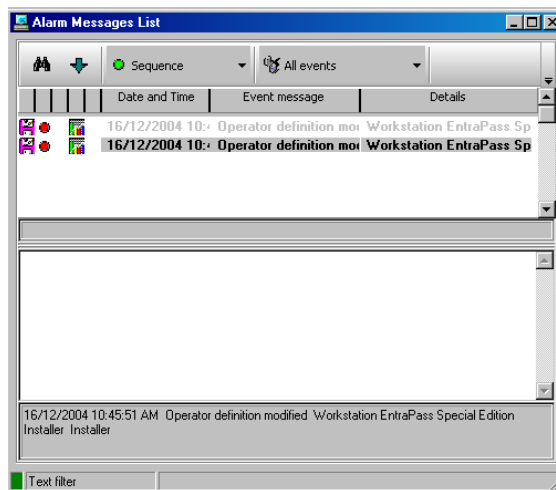 Alarm Messages List
Sequence All events
Date and Time Event message Details
16/12/2004 10: Operator definition mo Workstation EntraPass Sp
16/12/2004 10: Operator definition mo Workstation EntraPass Sp
16/12/2004 10:45:51 AM Operator definition modified Workstation EntraPass Special Edition
Installer Installer
Text filter